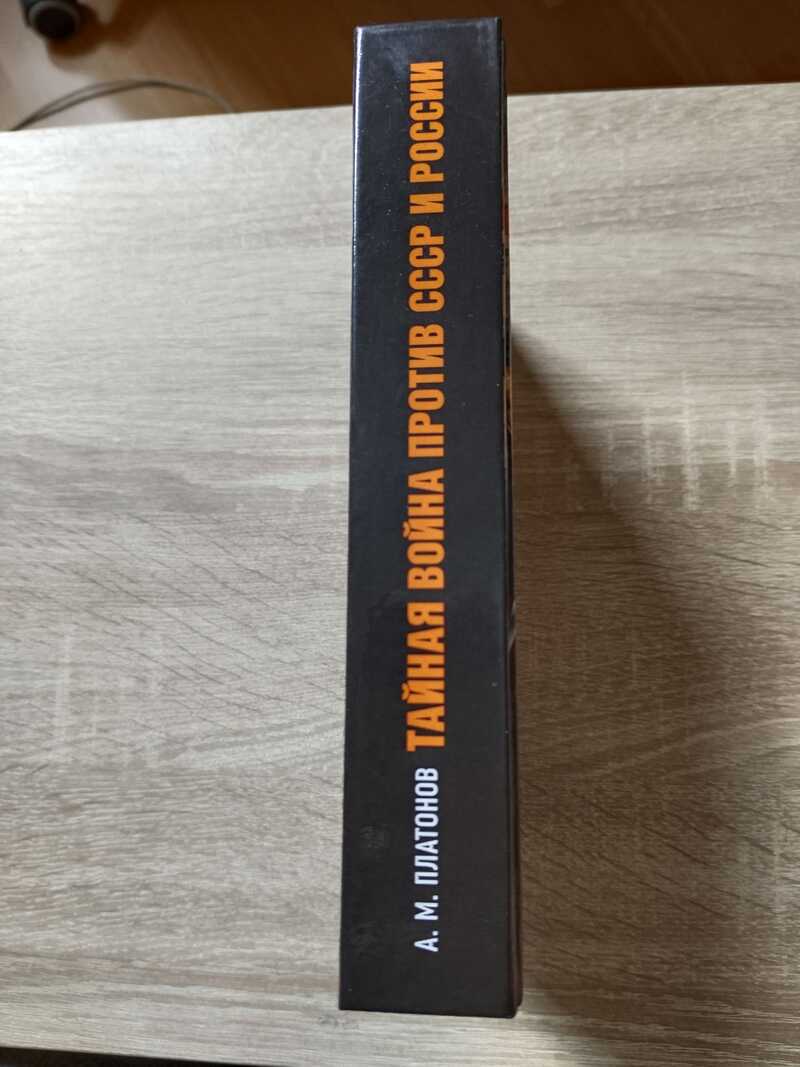 А. М. ПЛАТОНОВ ТАЙНАЯ ВОЙНА ПРОТИВ СССР И РОССИИ